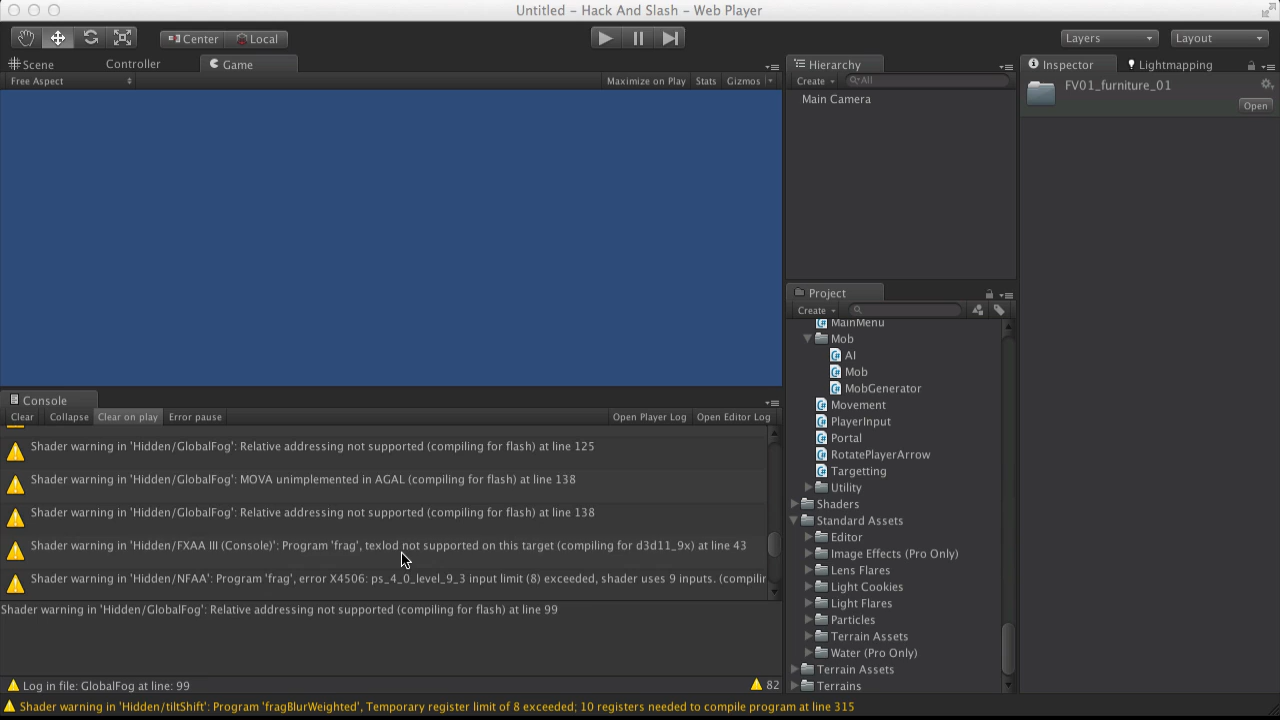 Untitled – Hack And Slash – Web Player
Center Local Layers Layout
Scene Controller Game
Free Aspect Maximize on Play Stats Gizmos
Hierarchy
Create All
Main Camera
Inspector Lightmapping
FV01_furniture_01
Open
Project
Create
MainMenu
Mob
AI
Mob
MobGenerator
Movement
PlayerInput
Portal
RotatePlayerArrow
Targetting
Utility
Shaders
Standard Assets
Editor
Image Effects (Pro Only)
Lens Flares
Light Cookies
Light Flares
Particles
Terrain Assets
Water (Pro Only)
Terrain Assets
Terrains
Console
Clear Collapse Clear on play Error pause Open Player Log Open Editor Log
Shader warning in 'Hidden/GlobalFog': Relative addressing not supported (compiling for flash) at line 125
Shader warning in 'Hidden/GlobalFog': MOVA unimplemented in AGAL (compiling for flash) at line 138
Shader warning in 'Hidden/GlobalFog': Relative addressing not supported (compiling for flash) at line 138
Shader warning in 'Hidden/FXAA III (Console)': Program 'frag', texlod not supported on this target (compiling for d3d11_9x) at line 43
Shader warning in 'Hidden/NFAA': Program 'frag', error X4506: ps_4_0_level_9_3 input limit (8) exceeded, shader uses 9 inputs. (compilin
Shader warning in 'Hidden/GlobalFog': Relative addressing not supported (compiling for flash) at line 99
Log in file: GlobalFog at line: 99 82
Shader warning in 'Hidden/tiltShift': Program 'fragBlurWeighted', Temporary register limit of 8 exceeded; 10 registers needed to compile program at line 315